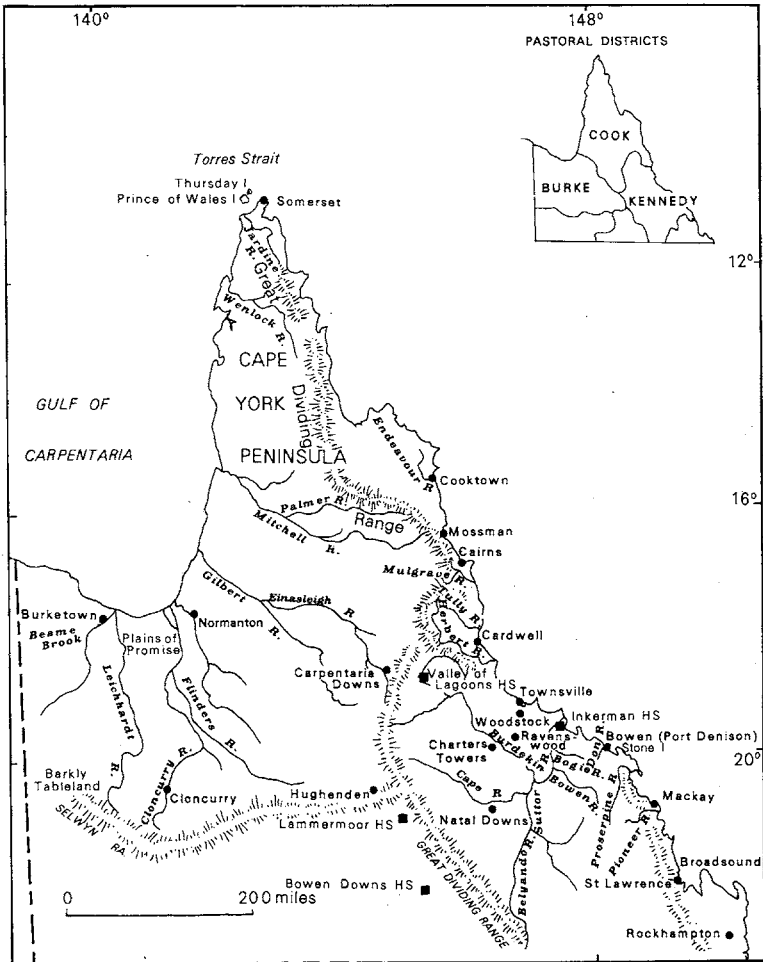 140°
148°
PASTORAL DISTRICTS
COOK
BURKE
KENNEDY
Torres Strait
Thursday I
Prince of Wales I
Somerset
Jardine R.
Great
12°
Wenlock R.
CAPE
YORK
PENINSULA
Dividing
GULF OF
CARPENTARIA
Endeavour R
Cooktown
16°
Palmer R.
Range
Mitchell R.
Mossman
Cairns
Mulgrave R.
Tully R.
Herbert R.
Gilbert R.
Einasleigh R
Burketown
Beame
Brook
Normanton
Plains of
Promise
Cardwell
Carpentaria
Downs
Valley of
Lagoons HS
Leichhardt R.
Flinders R.
Townsville
Woodstock
Inkerman HS
Ravens-
wood
Don R.
Bowen (Port Denison)
Stone I
20°
Charters
Towers
Burdekin
Bogie R.
Bowen R.
Cape R
Barkly
Tableland
Cloncurry R.
Cloncurry
Hughenden
Natal Downs
Suttor R
Mackay
Proserpine R
Pioneer R
SELWYN RA.
Lammermoor HS
GREAT DIVIDING RANGE
Belyando R.
Broadsound
St Lawrence
Bowen Downs HS
0 200 miles
Rockhampton